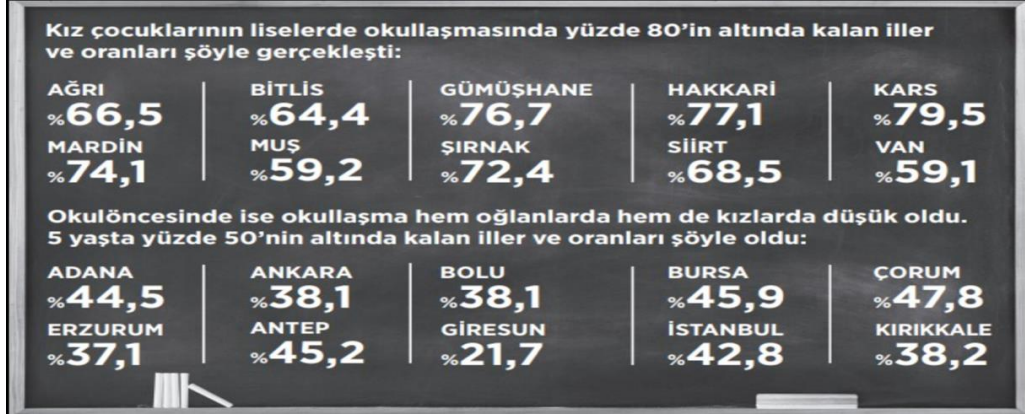 Kız çocuklarının liselerde okullaşmasında yüzde 80’in altında kalan iller
ve oranları şöyle gerçekleşti:
AĞRI BİTLİS GÜMÜŞHANE HAKKARİ KARS
%66,5 %64,4 %76,7 %77,1 %79,5
MARDİN MUŞ ŞIRNAK SİİRT VAN
%74,1 %59,2 %72,4 %68,5 %59,1
Okulöncesinde ise okullaşma hem oğlanlarda hem de kızlarda düşük oldu.
5 yaşta yüzde 50’nin altında kalan iller ve oranları şöyle oldu:
ADANA ANKARA BOLU BURSA ÇORUM
%44,5 %38,1 %38,1 %45,9 %47,8
ERZURUM ANTEP GİRESUN İSTANBUL KIRIKKALE
%37,1 %45,2 %21,7 %42,8 %38,2